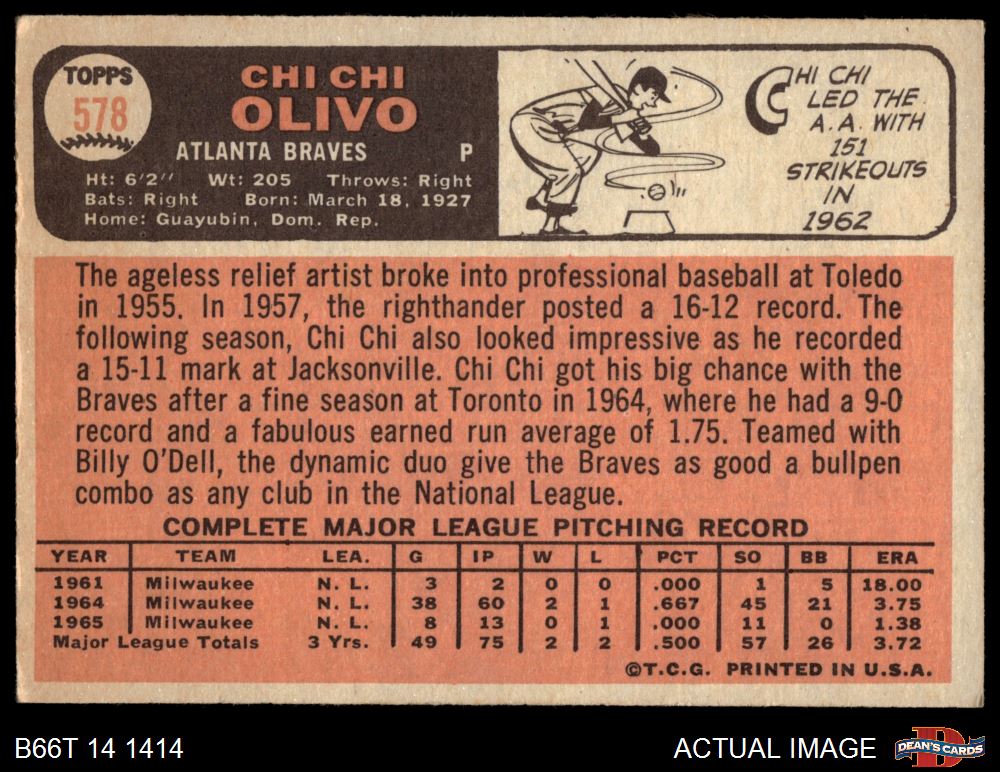 TOPPS
578
CHI CHI
OLIVO
ATLANTA BRAVES P
Ht: 6'2" Wt: 205 Throws: Right
Bats: Right Born: March 18, 1927
Home: Guayubin, Dom. Rep.
CHI CHI
LED THE
A.A. WITH
151
STRIKEOUTS
IN
1962
The ageless relief artist broke into professional baseball at Toledo
in 1955. In 1957, the righthander posted a 16-12 record. The
following season, Chi Chi also looked impressive as he recorded
a 15-11 mark at Jacksonville. Chi Chi got his big chance with the
Braves after a fine season at Toronto in 1964, where he had a 9-0
record and a fabulous earned run average of 1.75. Teamed with
Billy O'Dell, the dynamic duo give the Braves as good a bullpen
combo as any club in the National League.
COMPLETE MAJOR LEAGUE PITCHING RECORD
YEAR TEAM LEA. G IP W L PCT SO BB ERA
1961 Milwaukee N. L. 3 2 0 0 .000 1 5 18.00
1964 Milwaukee N. L. 38 60 2 1 .667 45 21 3.75
1965 Milwaukee N. L. 8 13 0 1 .000 11 0 1.38
Major League Totals 3 Yrs. 49 75 2 2 .500 57 26 3.72
©T.C.G. PRINTED IN U.S.A.
B66T 14 1414 ACTUAL IMAGE DEAN'S CARDS